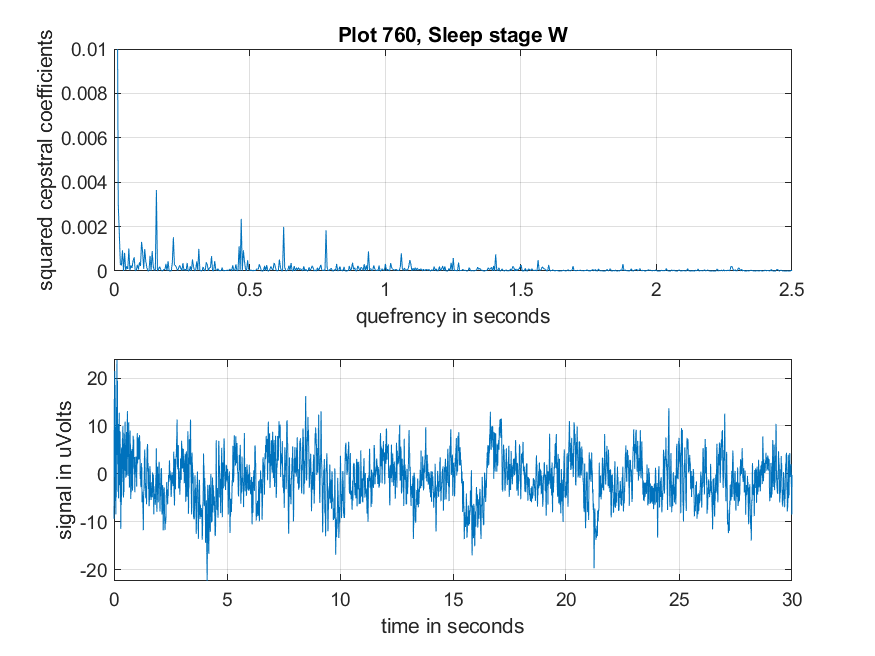 Plot 760, Sleep stage W
squared cepstral coefficients
0.01
0.008
0.006
0.004
0.002
0
0 0.5 1 1.5 2 2.5
quefrency in seconds
signal in uVolts
20
10
0
-10
-20
0 5 10 15 20 25 30
time in seconds